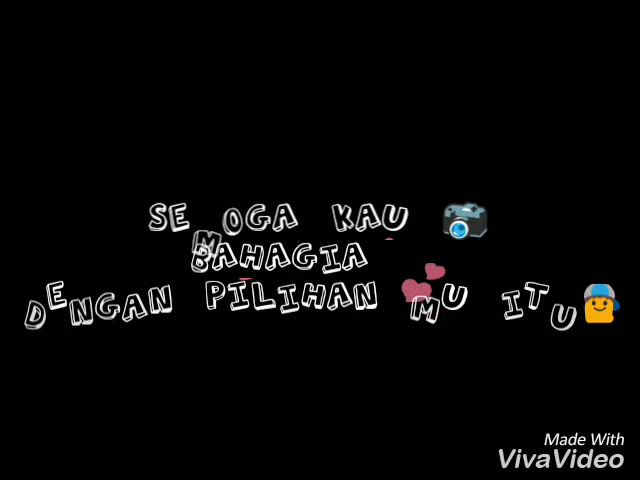 SEMOGA KAU
BAHAGIA
DENGAN PILIHAN MU ITU
Made With
VivaVideo